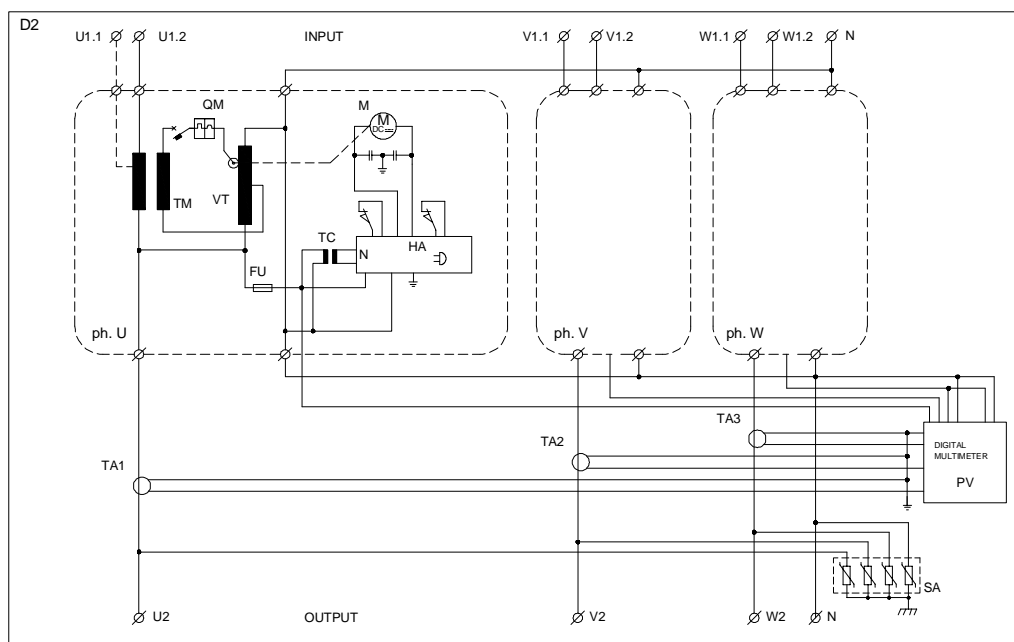 D2
U1.1 U1.2 INPUT V1.1 V1.2 W1.1 W1.2 N
QM M
M
DC
TM VT
TC N HA
FU
ph. U ph. V ph. W
TA3
TA2
TA1
DIGITAL
MULTIMETER
PV
SA
U2 OUTPUT V2 W2 N